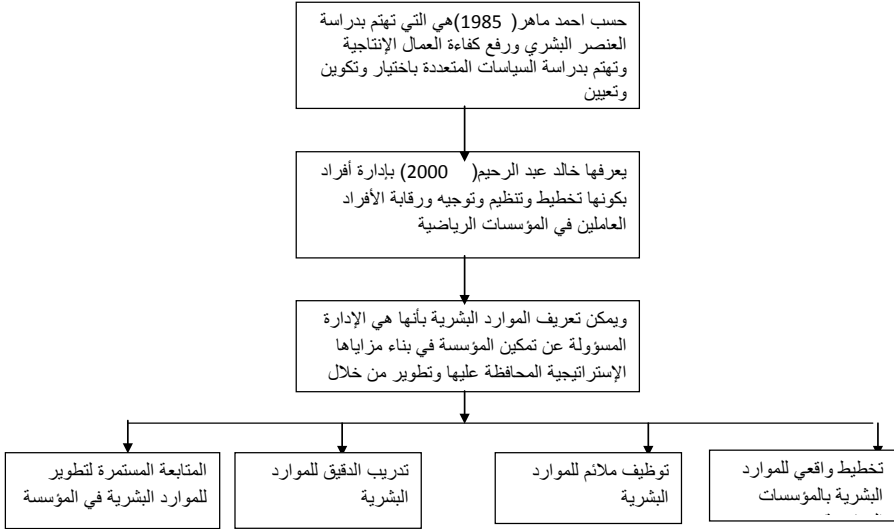 حسب احمد ماهر( 1985)هي التي تهتم بدراسة
العنصر البشري ورفع كفاءة العمال الإنتاجية
وتهتم بدراسة السياسات المتعددة باختيار وتكوين
وتعيين
يعرفها خالد عبد الرحيم( 2000) بإدارة أفراد
بكونها تخطيط وتنظيم وتوجيه ورقابة الأفراد
العاملين في المؤسسات الرياضية
ويمكن تعريف الموارد البشرية بأنها هي الإدارة
المسؤولة عن تمكين المؤسسة في بناء مزاياها
الإستراتيجية المحافظة عليها وتطوير من خلال
تخطيط واقعي للموارد
البشرية بالمؤسسات
توظيف ملائم للموارد
البشرية
تدريب الدقيق للموارد
البشرية
المتابعة المستمرة لتطوير
للموارد البشرية في المؤسسة